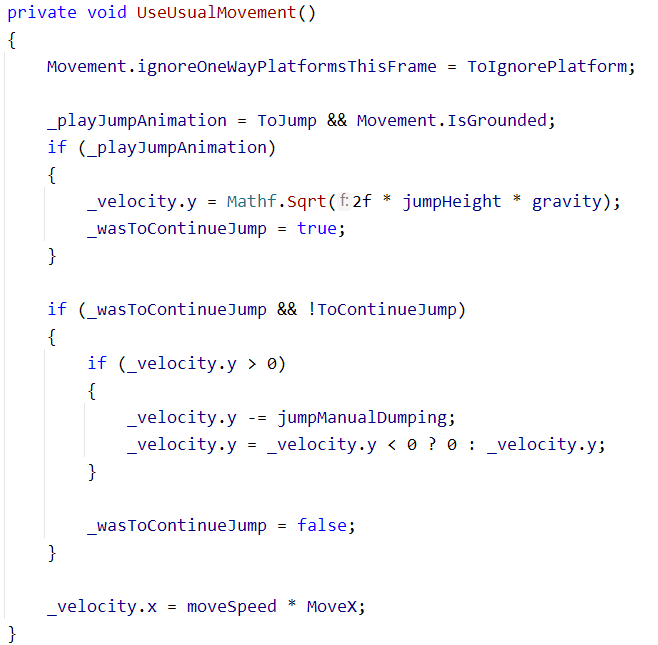 private void UseUsualMovement()
{
    Movement.ignoreOneWayPlatformsThisFrame = ToIgnorePlatform;

    _playJumpAnimation = ToJump && Movement.IsGrounded;
    if (_playJumpAnimation)
    {
        _velocity.y = Mathf.Sqrt(f: 2f * jumpHeight * gravity);
        _wasToContinueJump = true;
    }

    if (_wasToContinueJump && !ToContinueJump)
    {
        if (_velocity.y > 0)
        {
            _velocity.y -= jumpManualDumping;
            _velocity.y = _velocity.y < 0 ? 0 : _velocity.y;
        }

        _wasToContinueJump = false;
    }

    _velocity.x = moveSpeed * MoveX;
}